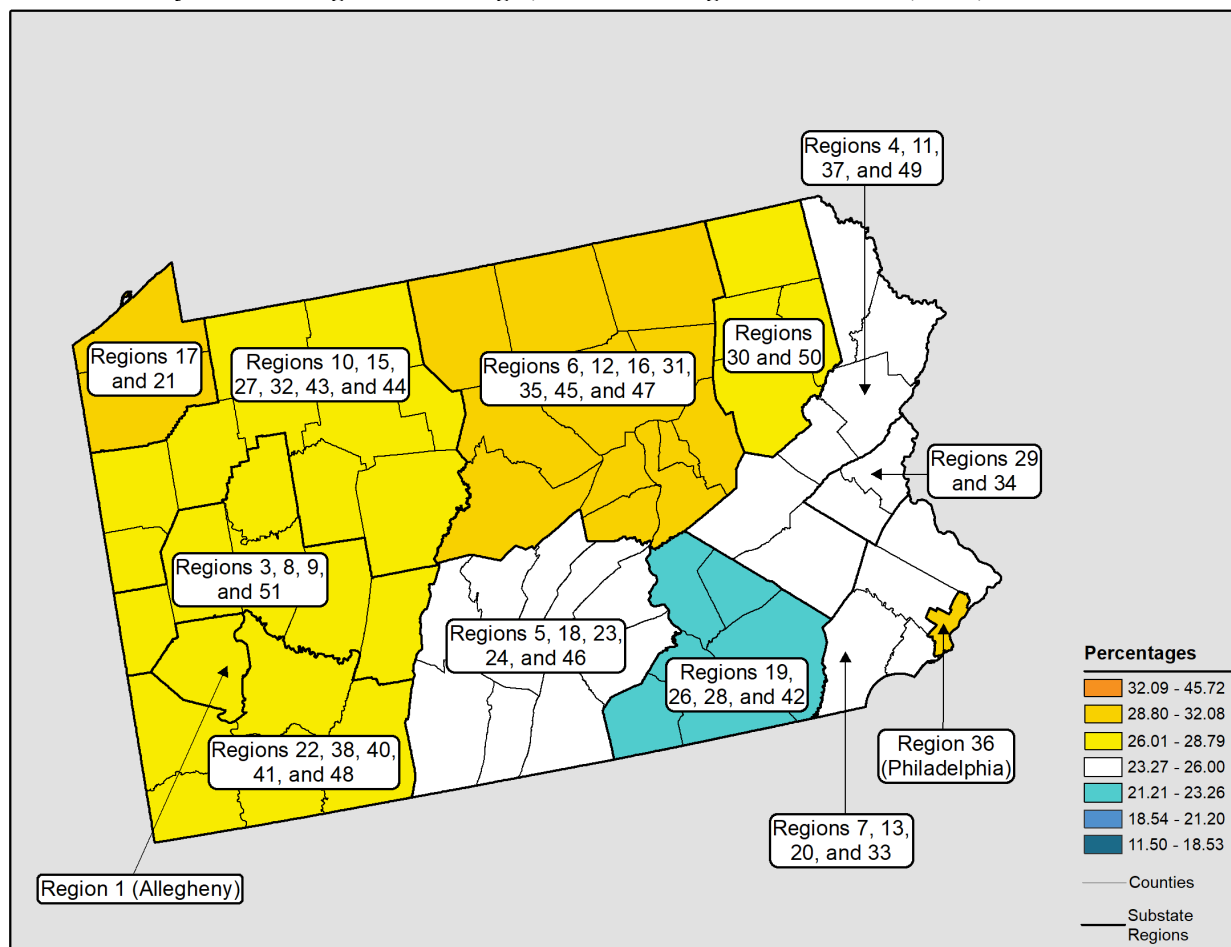 Regions 4, 11,
37, and 49
Regions 17
and 21
Regions 10, 15,
27, 32, 43, and 44
Regions 6, 12, 16, 31,
35, 45, and 47
Regions
30 and 50
Regions 29
and 34
Regions 3, 8, 9,
and 51
Regions 5, 18, 23,
24, and 46
Regions 19,
26, 28, and 42
Regions 22, 38, 40,
41, and 48
Region 36
(Philadelphia)
Regions 7, 13,
20, and 33
Region 1 (Allegheny)
Percentages
32.09 - 45.72
28.80 - 32.08
26.01 - 28.79
23.27 - 26.00
21.21 - 23.26
18.54 - 21.20
11.50 - 18.53
Counties
Substate
Regions